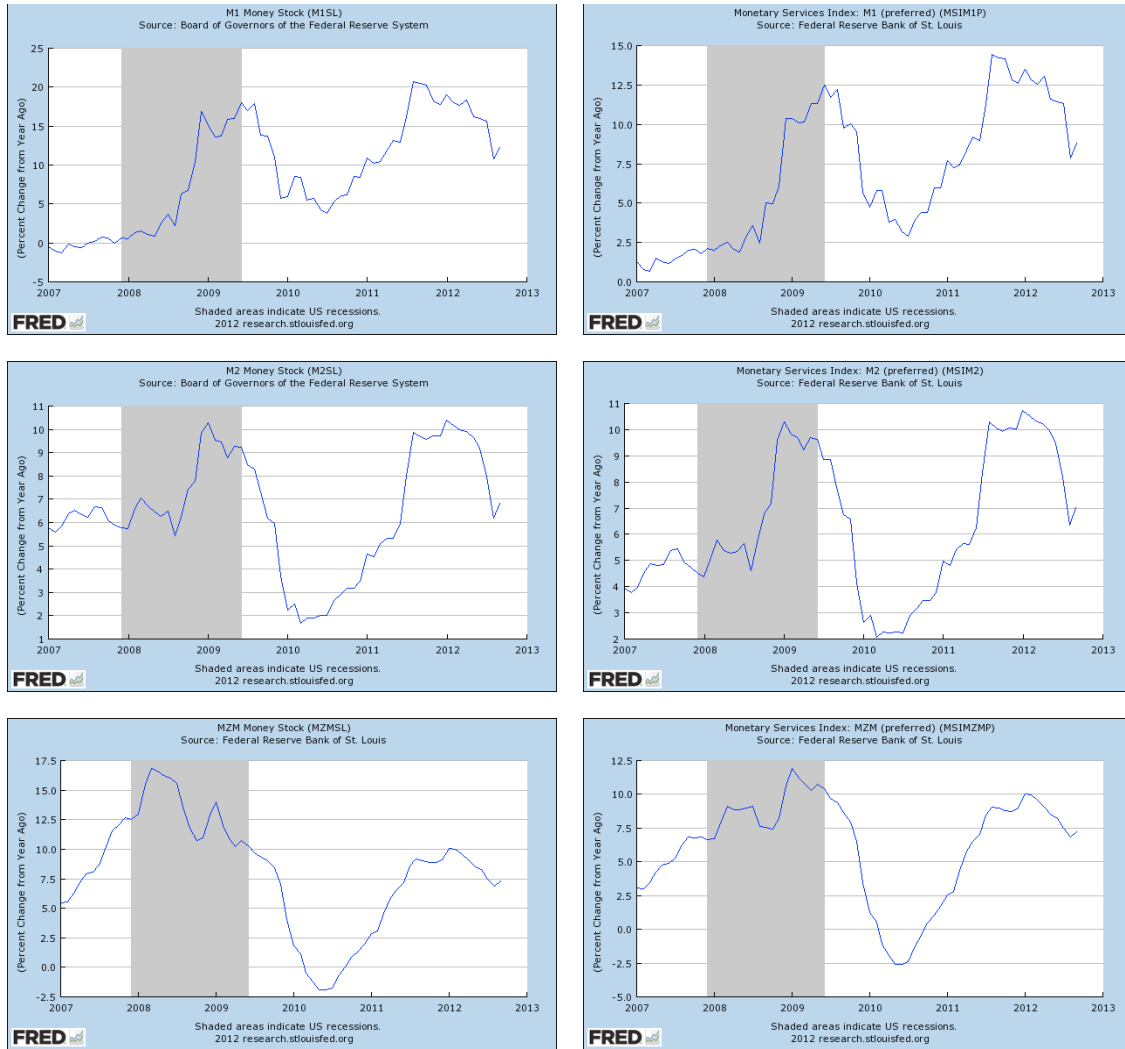 M1 Money Stock (M1SL)
Source: Board of Governors of the Federal Reserve System
(Percent Change from Year Ago)
25
20
15
10
5
0
-5
2007 2008 2009 2010 2011 2012 2013
Shaded areas indicate US recessions.
2012 research.stlouisfed.org
FRED
Monetary Services Index: M1 (preferred) (MSIM1P)
Source: Federal Reserve Bank of St. Louis
(Percent Change from Year Ago)
15.0
12.5
10.0
7.5
5.0
2.5
0.0
2007 2008 2009 2010 2011 2012 2013
Shaded areas indicate US recessions.
2012 research.stlouisfed.org
FRED
M2 Money Stock (M2SL)
Source: Board of Governors of the Federal Reserve System
(Percent Change from Year Ago)
11
10
9
8
7
6
5
4
3
2
1
2007 2008 2009 2010 2011 2012 2013
Shaded areas indicate US recessions.
2012 research.stlouisfed.org
FRED
Monetary Services Index: M2 (preferred) (MSIM2)
Source: Federal Reserve Bank of St. Louis
(Percent Change from Year Ago)
11
10
9
8
7
6
5
4
3
2
2007 2008 2009 2010 2011 2012 2013
Shaded areas indicate US recessions.
2012 research.stlouisfed.org
FRED
MZM Money Stock (MZMSL)
Source: Federal Reserve Bank of St. Louis
(Percent Change from Year Ago)
17.5
15.0
12.5
10.0
7.5
5.0
2.5
0.0
-2.5
2007 2008 2009 2010 2011 2012 2013
Shaded areas indicate US recessions.
2012 research.stlouisfed.org
FRED
Monetary Services Index: MZM (preferred) (MSIMZMP)
Source: Federal Reserve Bank of St. Louis
(Percent Change from Year Ago)
12.5
10.0
7.5
5.0
2.5
0.0
-2.5
-5.0
2007 2008 2009 2010 2011 2012 2013
Shaded areas indicate US recessions.
2012 research.stlouisfed.org
FRED